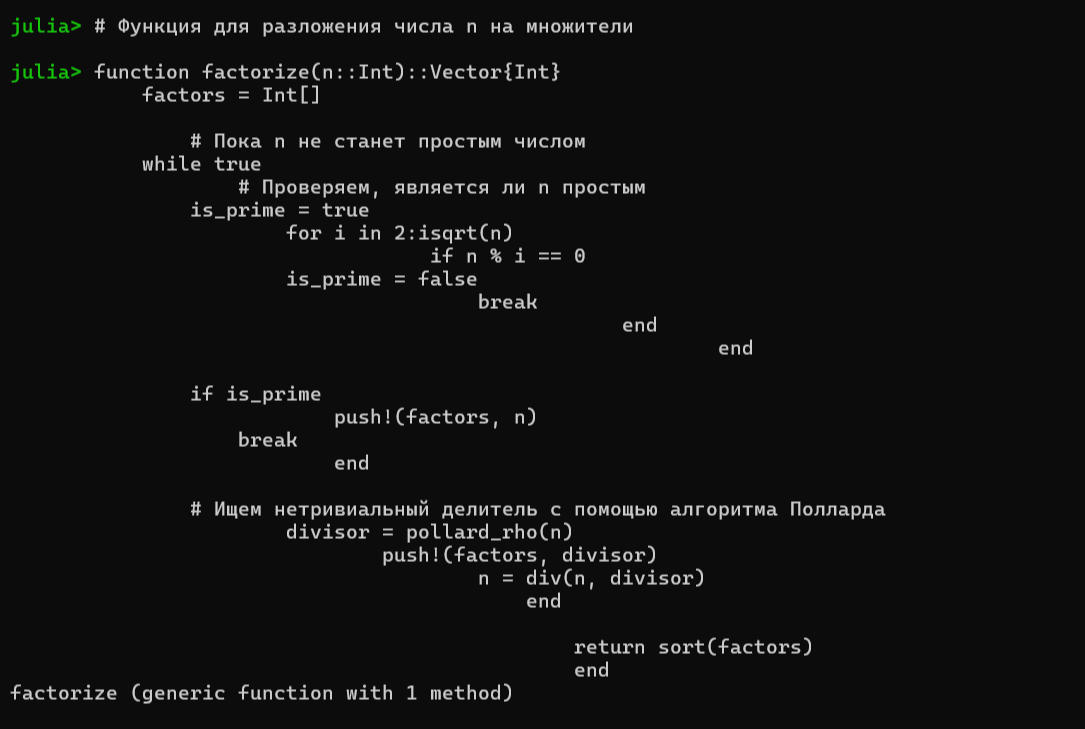 julia> # Функция для разложения числа n на множители
julia> function factorize(n::Int)::Vector{Int}
factors = Int[]
# Пока n не станет простым числом
while true
# Проверяем, является ли n простым
is_prime = true
for i in 2:isqrt(n)
if n % i == 0
is_prime = false
break
end
end
if is_prime
push!(factors, n)
break
end
# Ищем нетривиальный делитель с помощью алгоритма Полларда
divisor = pollard_rho(n)
push!(factors, divisor)
n = div(n, divisor)
end
return sort(factors)
end
factorize (generic function with 1 method)